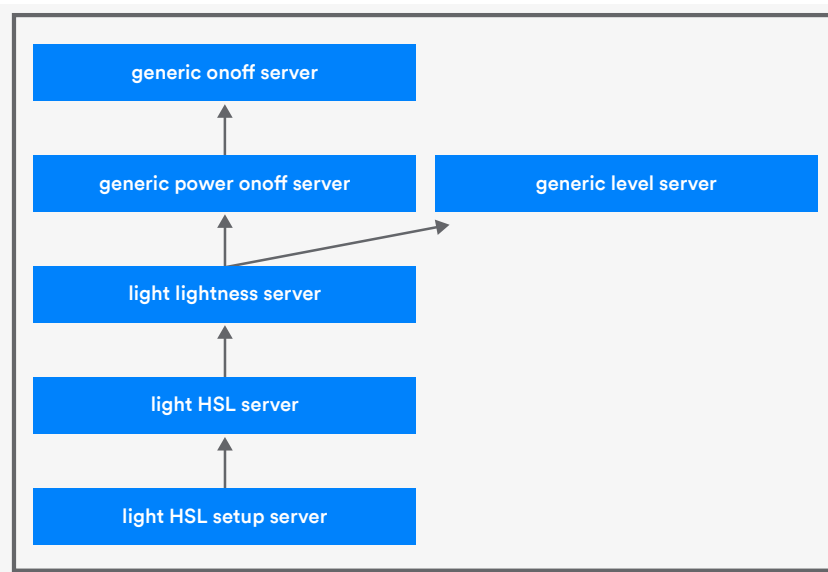 generic onoff server
generic power onoff server
generic level server
light lightness server
light HSL server
light HSL setup server